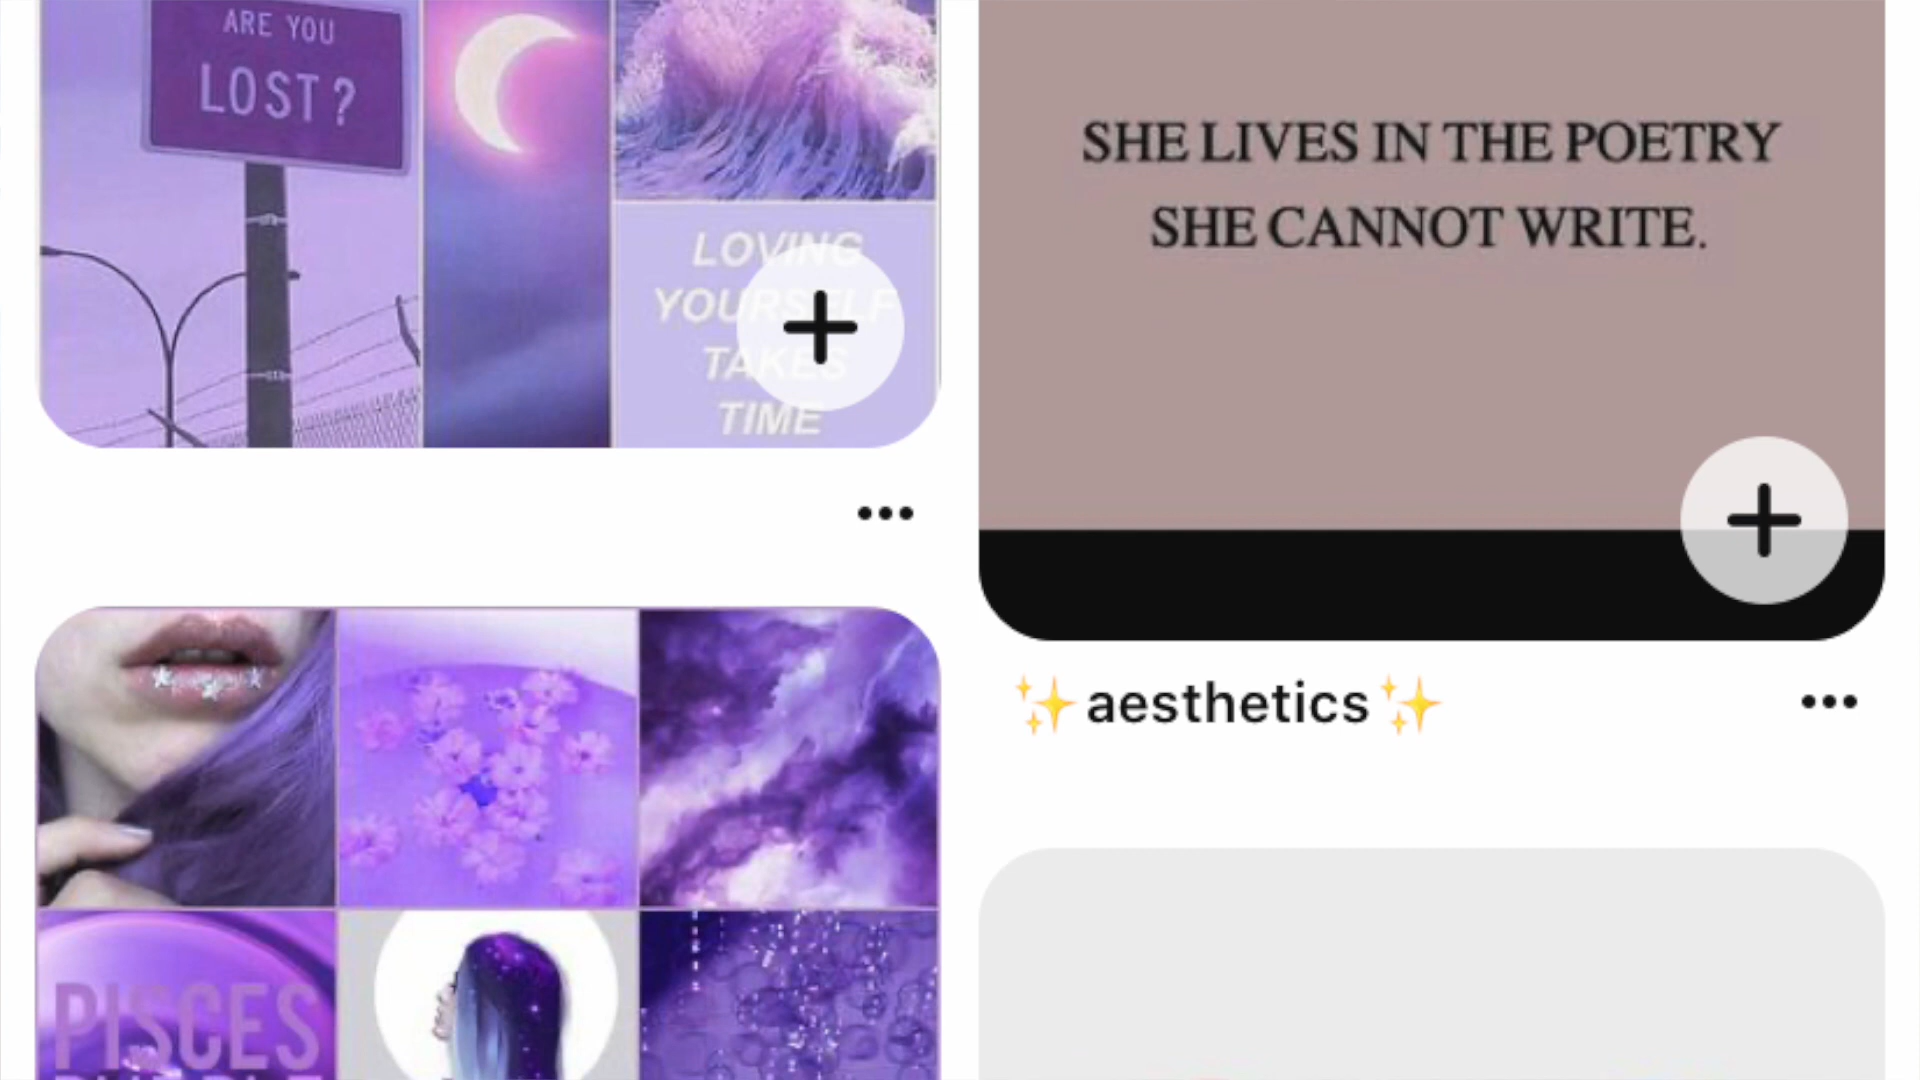 ARE YOU
LOST?
LOVING
YOURSELF
TAKES
TIME
PISCES
SHE LIVES IN THE POETRY
SHE CANNOT WRITE.
✨aesthetics✨